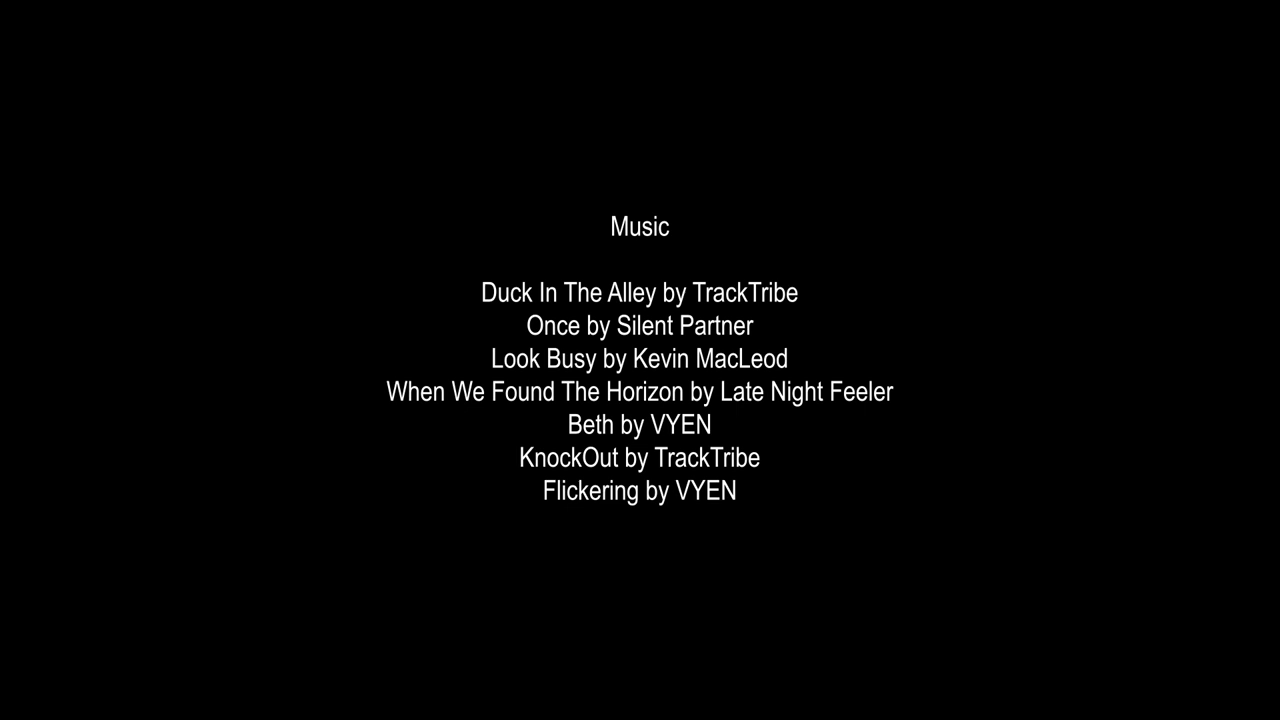 Music
Duck In The Alley by TrackTribe
Once by Silent Partner
Look Busy by Kevin MacLeod
When We Found The Horizon by Late Night Feeler
Beth by VYEN
KnockOut by TrackTribe
Flickering by VYEN